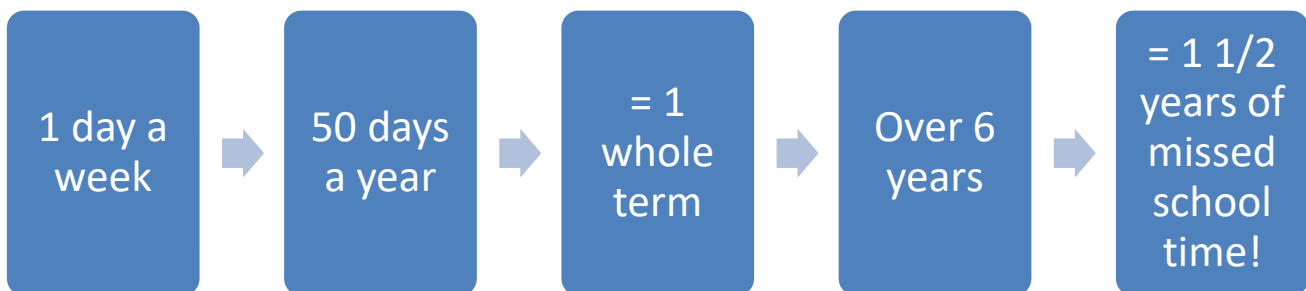 1 day a
week
50 days
a year
= 1
whole
term
Over 6
years
= 1 1/2
years of
missed
school
time!